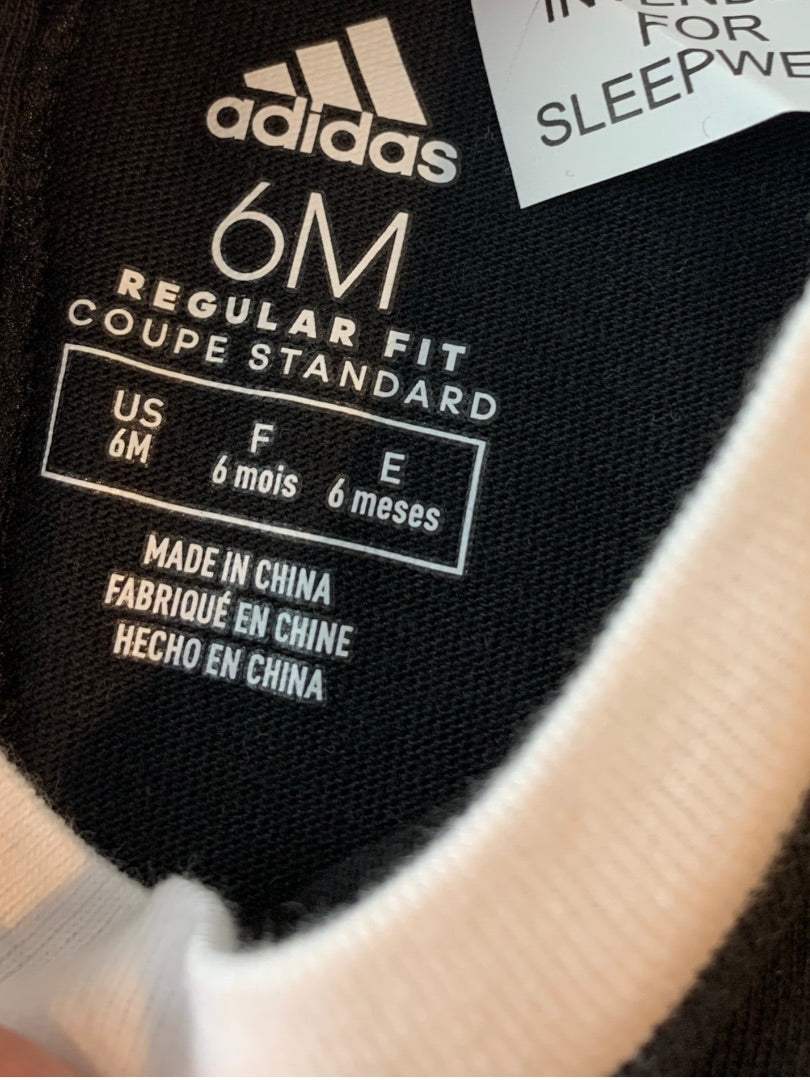 adidas
6M
REGULAR FIT
COUPE STANDARD
US F E
6M 6 mois 6 meses
MADE IN CHINA
FABRIQUÉ EN CHINE
HECHO EN CHINA
FOR